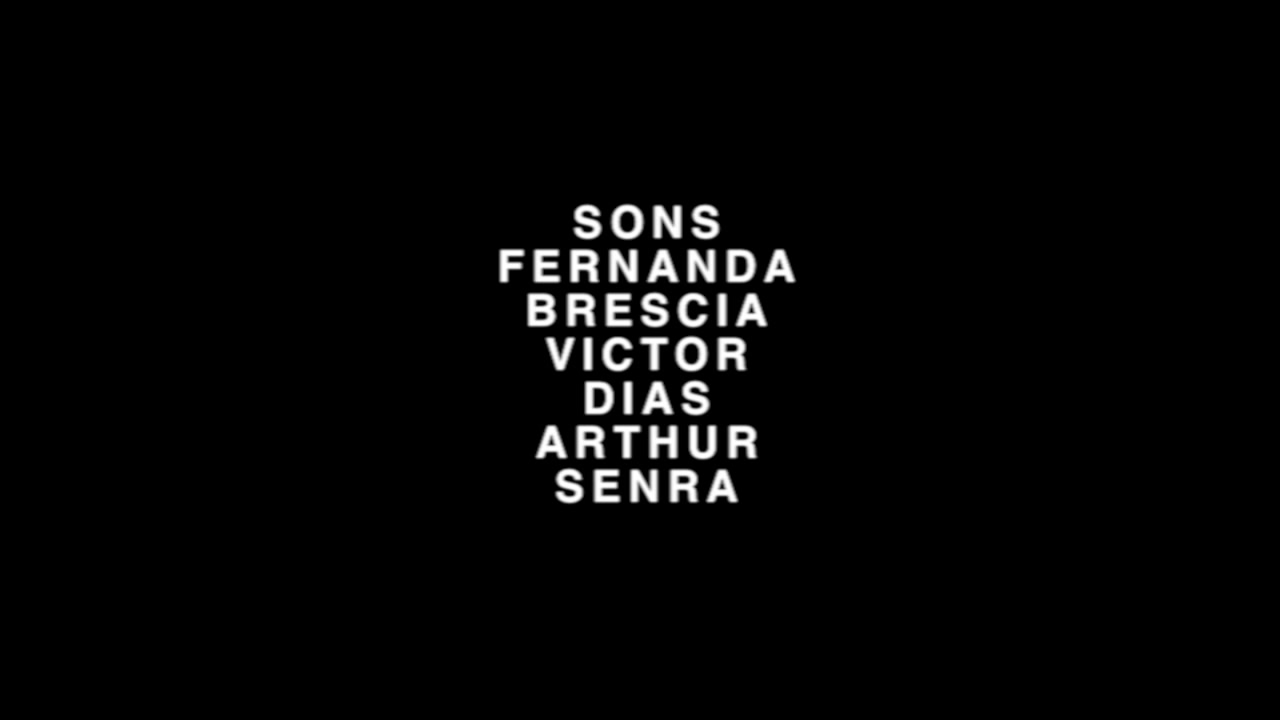 SONS
FERNANDA
BRESCIA
VICTOR
DIAS
ARTHUR
SENRA